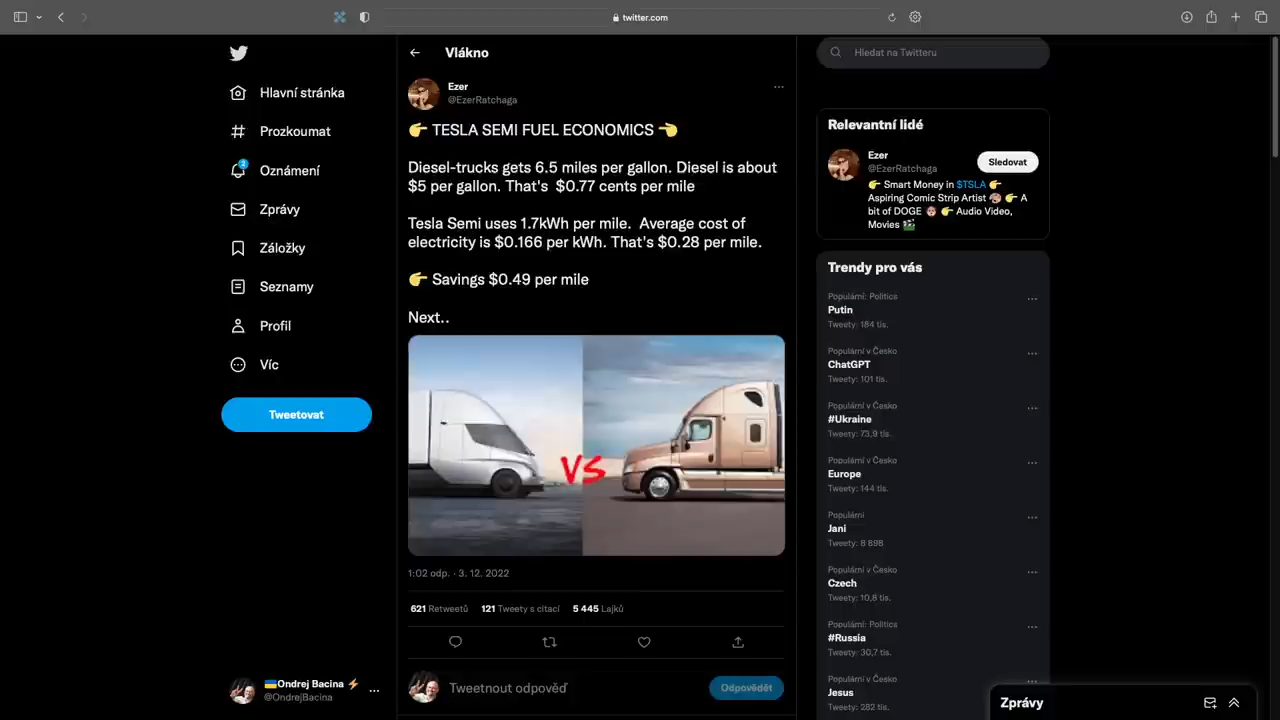 twitter.com
Vlákno
Hledat na Twitteru
Hlavní stránka
Prozkoumat
2
Oznámení
Zprávy
Záložky
Seznamy
Profil
Víc
Tweetovat
Ondrej Bacina
@OndrejBacina
Ezer
@EzerRatchaga
👉 TESLA SEMI FUEL ECONOMICS 👈
Diesel-trucks gets 6.5 miles per gallon. Diesel is about
$5 per gallon. That's $0.77 cents per mile
Tesla Semi uses 1.7kWh per mile. Average cost of
electricity is $0.166 per kWh. That's $0.28 per mile.
👉 Savings $0.49 per mile
Next..
VS
1:02 odp. · 3. 12. 2022
621 Retweetů 121 Tweety s citací 5 445 Lajků
Tweetnout odpověď
Odpovědět
Relevantní lidé
Ezer
@EzerRatchaga
Sledovat
👉 Smart Money in $TSLA 👉
Aspiring Comic Strip Artist 👉 A
bit of DOGE 👉 Audio Video,
Movies 🎬
Trendy pro vás
Populární: Politics
Putin
Tweety: 184 tis.
Populární v Česko
ChatGPT
Tweety: 101 tis.
Populární v Česko
#Ukraine
Tweety: 73,9 tis.
Populární v Česko
Europe
Tweety: 144 tis.
Populární
Jani
Tweety: 8 898
Populární v Česko
Czech
Tweety: 10,8 tis.
Populární: Politics
#Russia
Tweety: 30,7 tis.
Populární v Česko
Jesus
Tweety: 282 tis.
Zprávy